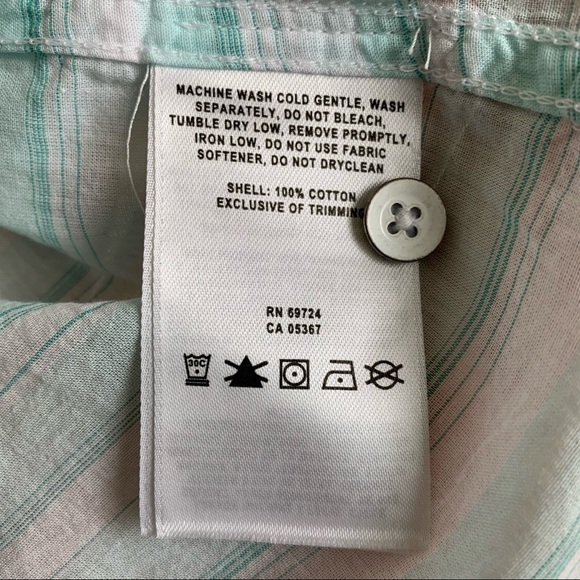 MACHINE WASH COLD GENTLE, WASH
SEPARATELY, DO NOT BLEACH,
TUMBLE DRY LOW, REMOVE PROMPTLY,
IRON LOW, DO NOT USE FABRIC
SOFTENER, DO NOT DRYCLEAN
SHELL: 100% COTTON
EXCLUSIVE OF TRIMMING
RN 69724
CA 05367
30C